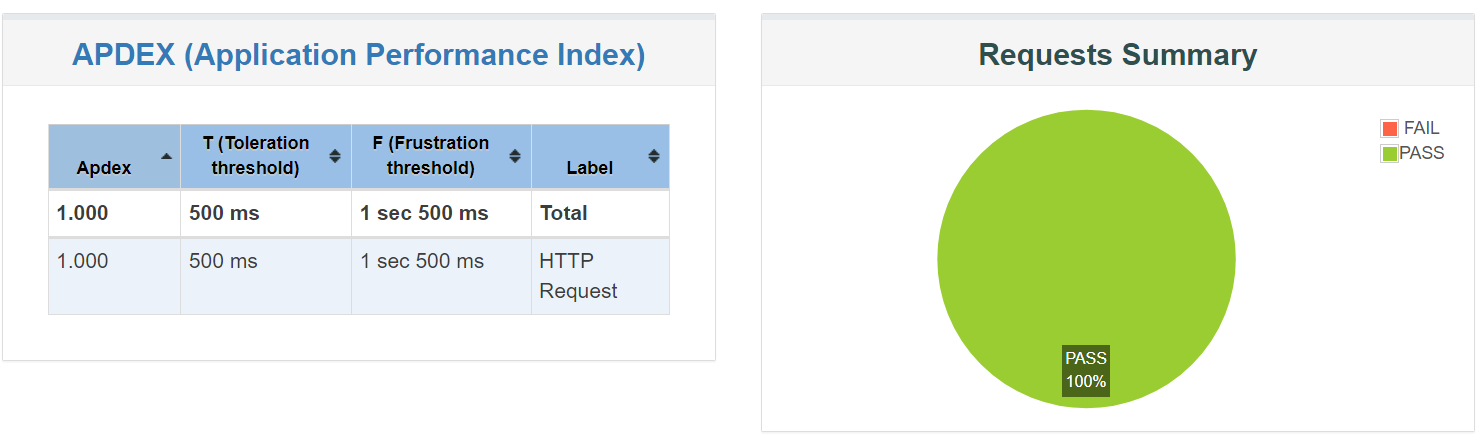 APDEX (Application Performance Index)
Apdex
T (Toleration
threshold)
F (Frustration
threshold)
Label
1.000 500 ms 1 sec 500 ms Total
1.000 500 ms 1 sec 500 ms HTTP
Request
Requests Summary
FAIL
PASS
PASS
100%